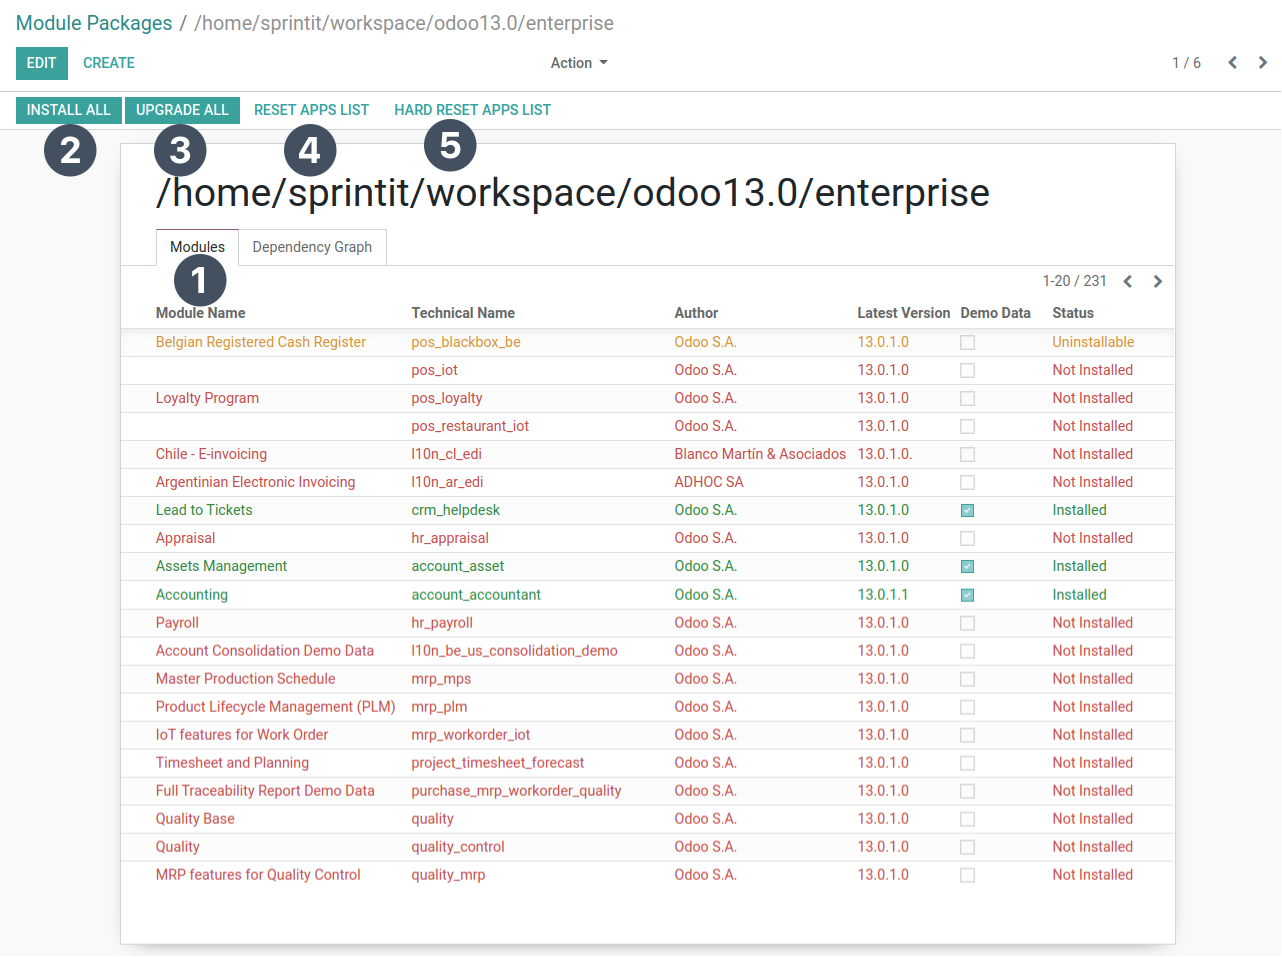 Module Packages / /home/sprintit/workspace/odoo13.0/enterprise
EDIT CREATE Action 1 / 6
INSTALL ALL UPGRADE ALL RESET APPS LIST HARD RESET APPS LIST
2 3 4 5
/home/sprintit/workspace/odoo13.0/enterprise
Modules Dependency Graph
1
1-20 / 231
Module Name Technical Name Author Latest Version Demo Data Status
Belgian Registered Cash Register pos_blackbox_be Odoo S.A. 13.0.1.0 Uninstallable
pos_iot Odoo S.A. 13.0.1.0 Not Installed
Loyalty Program pos_loyalty Odoo S.A. 13.0.1.0 Not Installed
pos_restaurant_iot Odoo S.A. 13.0.1.0 Not Installed
Chile - E-invoicing l10n_cl_edi Blanco Martín & Asociados 13.0.1.0. Not Installed
Argentinian Electronic Invoicing l10n_ar_edi ADHOC SA 13.0.1.0 Not Installed
Lead to Tickets crm_helpdesk Odoo S.A. 13.0.1.0 Installed
Appraisal hr_appraisal Odoo S.A. 13.0.1.0 Not Installed
Assets Management account_asset Odoo S.A. 13.0.1.0 Installed
Accounting account_accountant Odoo S.A. 13.0.1.1 Installed
Payroll hr_payroll Odoo S.A. 13.0.1.0 Not Installed
Account Consolidation Demo Data l10n_be_us_consolidation_demo Odoo S.A. 13.0.1.0 Not Installed
Master Production Schedule mrp_mps Odoo S.A. 13.0.1.0 Not Installed
Product Lifecycle Management (PLM) mrp_plm Odoo S.A. 13.0.1.0 Not Installed
IoT features for Work Order mrp_workorder_iot Odoo S.A. 13.0.1.0 Not Installed
Timesheet and Planning project_timesheet_forecast Odoo S.A. 13.0.1.0 Not Installed
Full Traceability Report Demo Data purchase_mrp_workorder_quality Odoo S.A. 13.0.1.0 Not Installed
Quality Base quality Odoo S.A. 13.0.1.0 Not Installed
Quality quality_control Odoo S.A. 13.0.1.0 Not Installed
MRP features for Quality Control quality_mrp Odoo S.A. 13.0.1.0 Not Installed